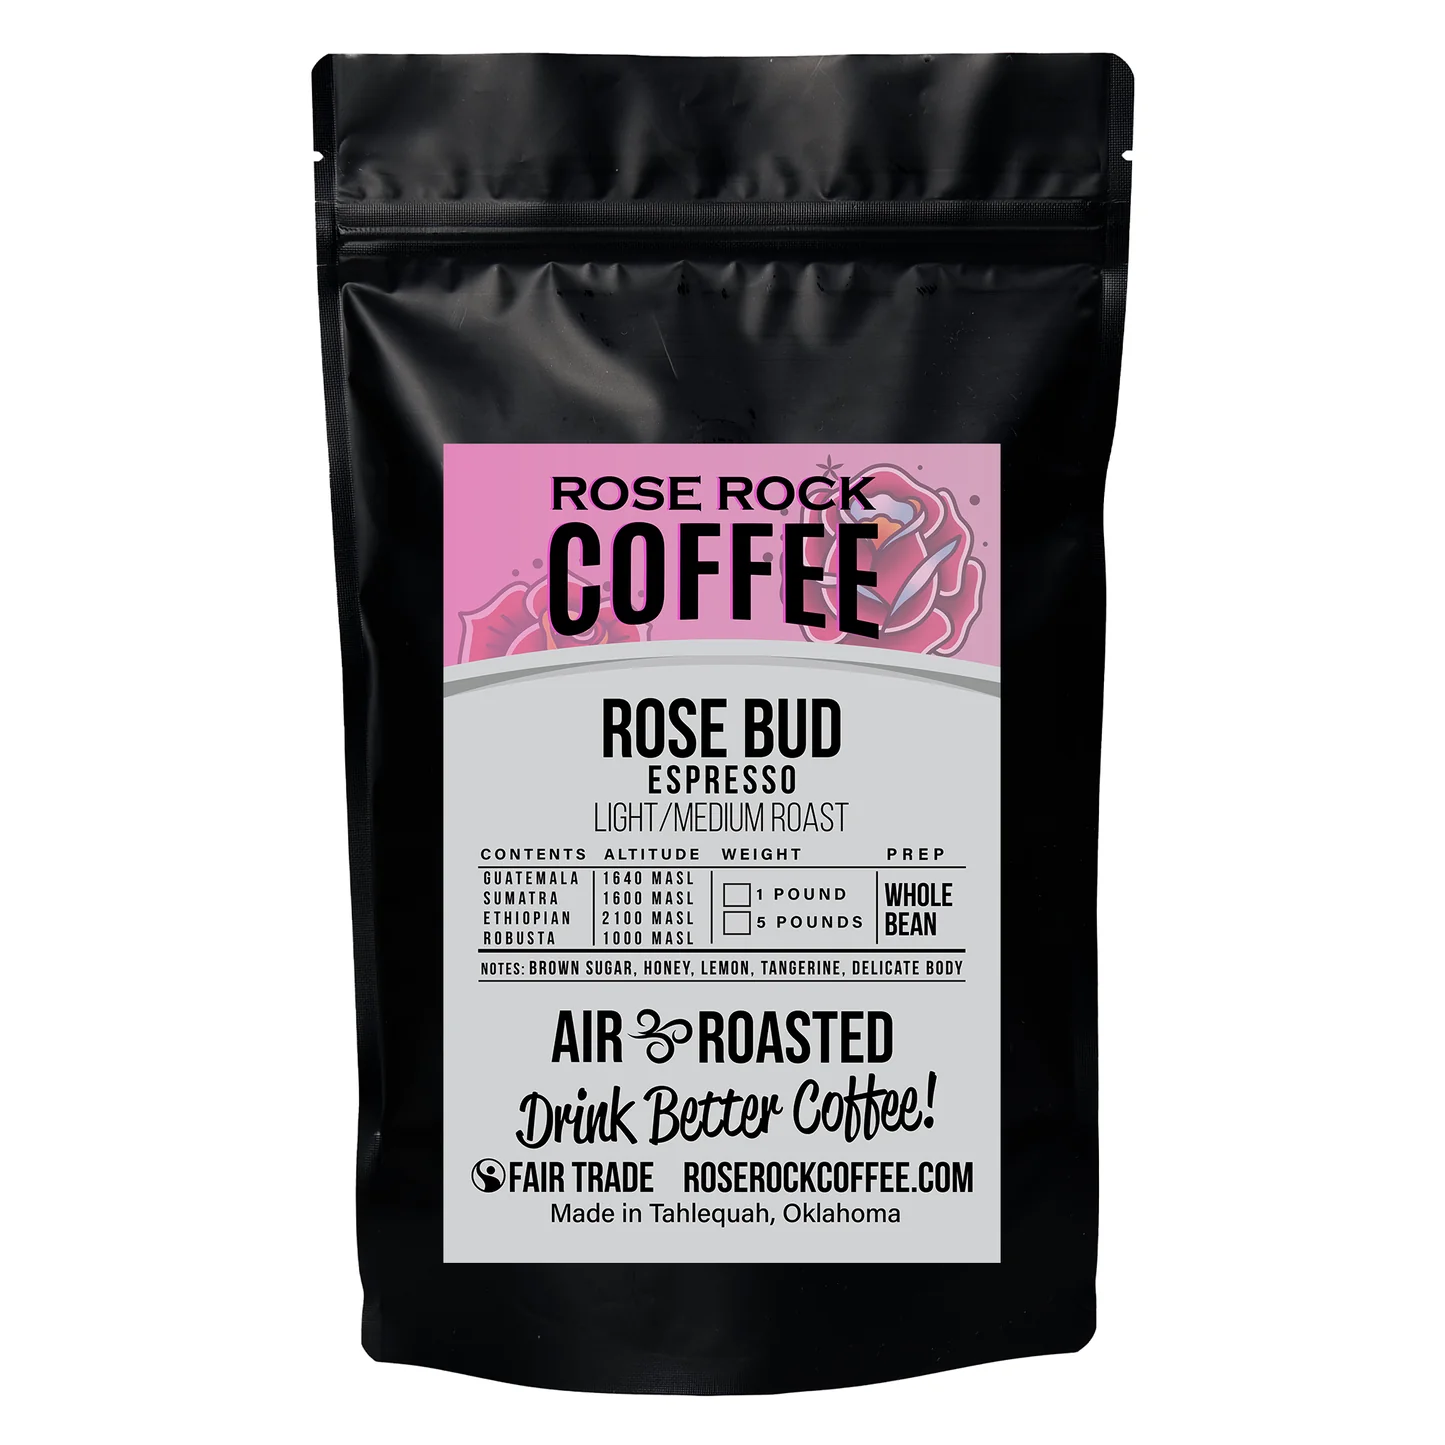 ROSE ROCK
COFFEE
ROSE BUD
ESPRESSO
LIGHT/MEDIUM ROAST
CONTENTS ALTITUDE WEIGHT PREP
GUATEMALA 1640 MASL
SUMATRA 1600 MASL
ETHIOPIAN 2100 MASL
ROBUSTA 1000 MASL
1 POUND
5 POUNDS
WHOLE
BEAN
NOTES: BROWN SUGAR, HONEY, LEMON, TANGERINE, DELICATE BODY
AIR ROASTED
Drink Better Coffee!
FAIR TRADE ROSEROCKCOFFEE.COM
Made in Tahlequah, Oklahoma